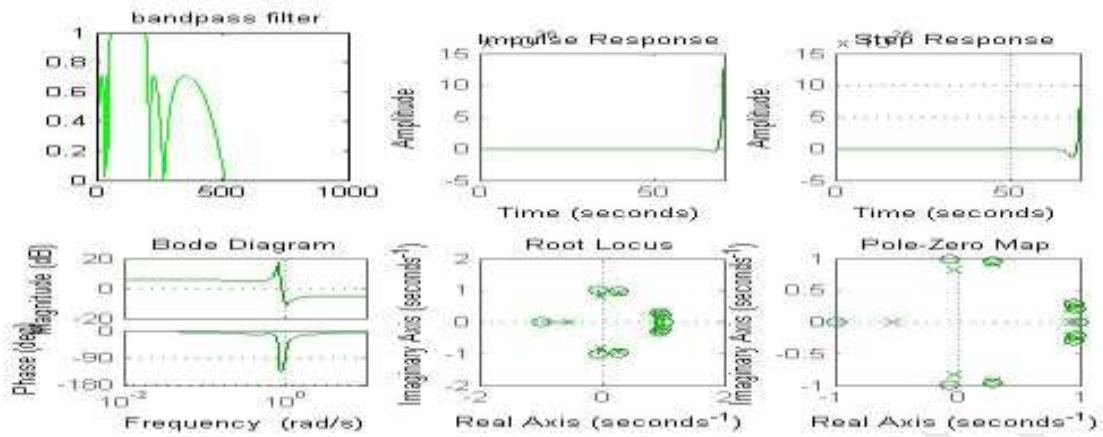 bandpass filter
1
0.8
0.6
0.4
0.2
0
0
500
1000
Impulse Response
Amplitude
15
10
5
0
-5
0
50
Time (seconds)
Step Response
Amplitude
15
10
5
0
-5
0
50
Time (seconds)
Bode Diagram
Magnitude (dB)
20
0
-20
Phase (deg)
-90
-180
10^-2
10^0
Frequency (rad/s)
Root Locus
Imaginary Axis (seconds^-1)
2
1
0
-1
-2
-2
0
2
Real Axis (seconds^-1)
Pole-Zero Map
Imaginary Axis (seconds^-1)
1
0.5
0
-0.5
-1
-1
0
1
Real Axis (seconds^-1)